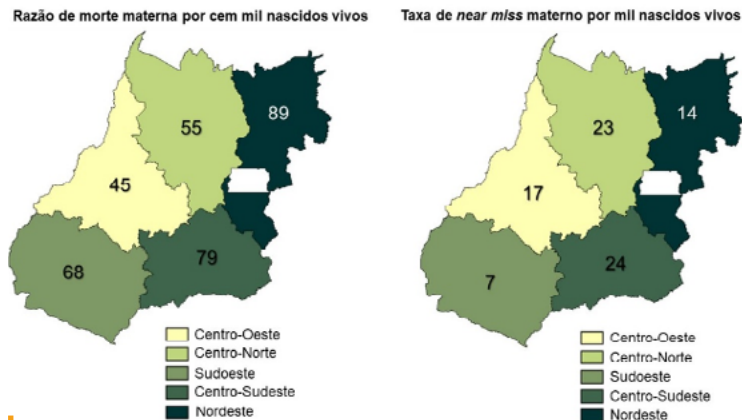 Razão de morte materna por cem mil nascidos vivos
55
89
45
79
68
Centro-Oeste
Centro-Norte
Sudoeste
Centro-Sudeste
Nordeste
Taxa de near miss materno por mil nascidos vivos
23
14
17
24
7
Centro-Oeste
Centro-Norte
Sudoeste
Centro-Sudeste
Nordeste